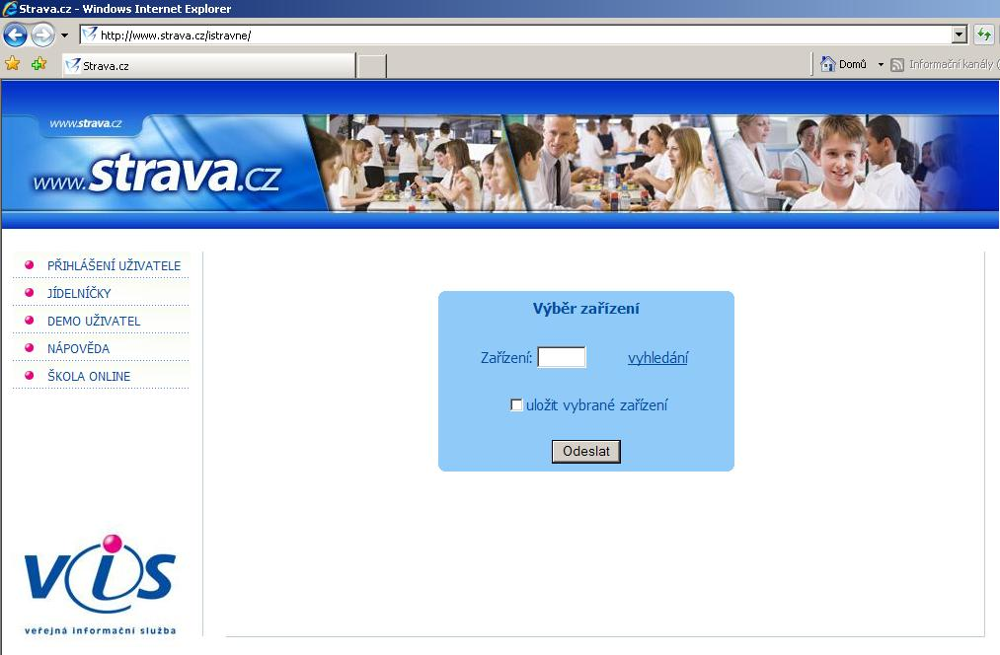 Strava.cz - Windows Internet Explorer
http://www.strava.cz/istravne/
Strava.cz
Domů
Informační kanály
www.strava.cz
www.strava.cz
PŘIHLÁŠENÍ UŽIVATELE
JÍDELNÍČKY
DEMO UŽIVATEL
NÁPOVĚDA
ŠKOLA ONLINE
Výběr zařízení
Zařízení: vyhledání
uložit vybrané zařízení
Odeslat
vis
veřejná informační služba